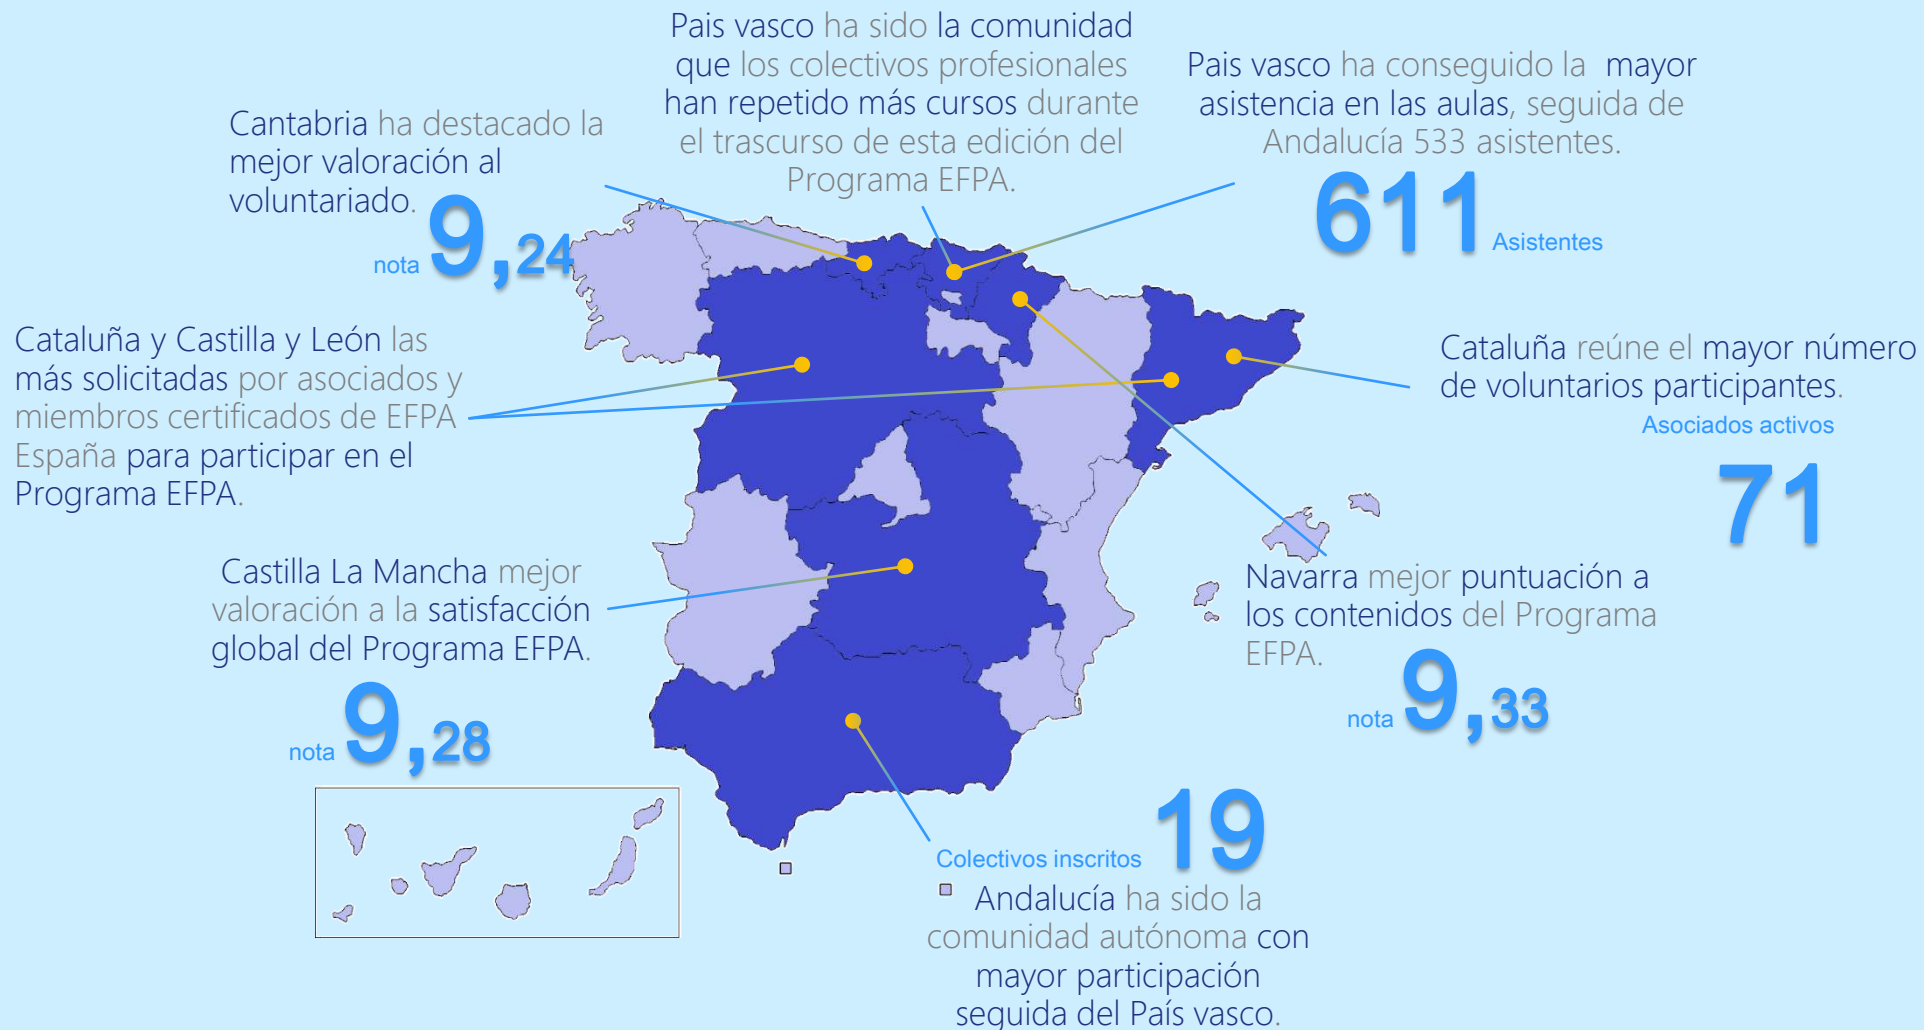 Pais vasco ha sido la comunidad
que los colectivos profesionales
han repetido más cursos durante
el trascurso de esta edición del
Programa EFPA.
Pais vasco ha conseguido la mayor
asistencia en las aulas, seguida de
Andalucía 533 asistentes.
611 Asistentes
Cantabria ha destacado la
mejor valoración al
voluntariado.
nota 9,24
Cataluña y Castilla y León las
más solicitadas por asociados y
miembros certificados de EFPA
España para participar en el
Programa EFPA.
Cataluña reúne el mayor número
de voluntarios participantes.
Asociados activos
71
Castilla La Mancha mejor
valoración a la satisfacción
global del Programa EFPA.
nota 9,28
Navarra mejor puntuación a
los contenidos del Programa
EFPA.
nota 9,33
Colectivos inscritos 19
Andalucía ha sido la
comunidad autónoma con
mayor participación
seguida del País vasco.